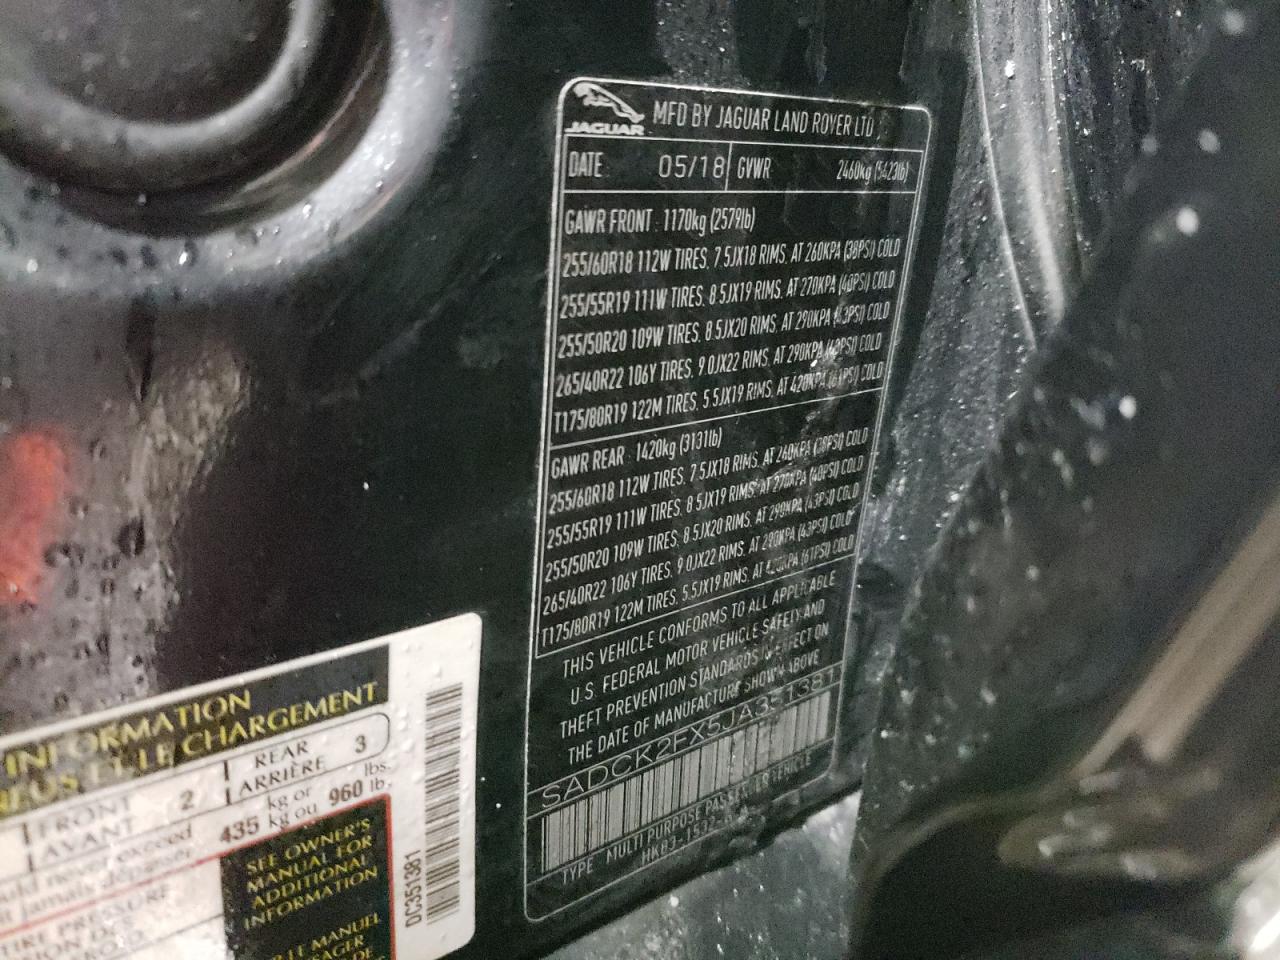 JAGUAR MFD BY JAGUAR LAND ROVER LTD
DATE: 05/18 GVWR 2460kg (5423lb)
GAWR FRONT : 1170kg (2579lb)
255/60R18 112W TIRES, 7.5JX18 RIMS, AT 260KPA (38PSI) COLD
255/55R19 111W TIRES, 8.5JX19 RIMS, AT 270KPA (40PSI) COLD
255/50R20 109W TIRES, 8.5JX20 RIMS, AT 290KPA (43PSI) COLD
265/40R22 106Y TIRES, 9.0JX22 RIMS, AT 290KPA (43PSI) COLD
T175/80R19 122M TIRES, 5.5JX19 RIMS, AT 420KPA (61PSI) COLD
GAWR REAR : 1420kg (3131lb)
255/60R18 112W TIRES, 7.5JX18 RIMS, AT 260KPA (38PSI) COLD
255/55R19 111W TIRES, 8.5JX19 RIMS, AT 270KPA (40PSI) COLD
255/50R20 109W TIRES, 8.5JX20 RIMS, AT 290KPA (43PSI) COLD
265/40R22 106Y TIRES, 9.0JX22 RIMS, AT 290KPA (43PSI) COLD
T175/80R19 122M TIRES, 5.5JX19 RIMS, AT 420KPA (61PSI) COLD
THIS VEHICLE CONFORMS TO ALL APPLICABLE
U.S. FEDERAL MOTOR VEHICLE SAFETY AND
THEFT PREVENTION STANDARDS IN EFFECT ON
THE DATE OF MANUFACTURE SHOWN ABOVE
SADCK2FX5JA351381
TYPE MULTI PURPOSE PASSENGER VEHICLE
INFORMATION
ET LE CHARGEMENT
FRONT 2 REAR 3
AVANT ARRIÈRE
exceed 435 kg or 960 lbs.
jamais dépasser kg ou lb.
TIRE PRESSURE
SEE OWNER'S
MANUAL FOR
ADDITIONAL
INFORMATION
LE MANUEL
DC351381